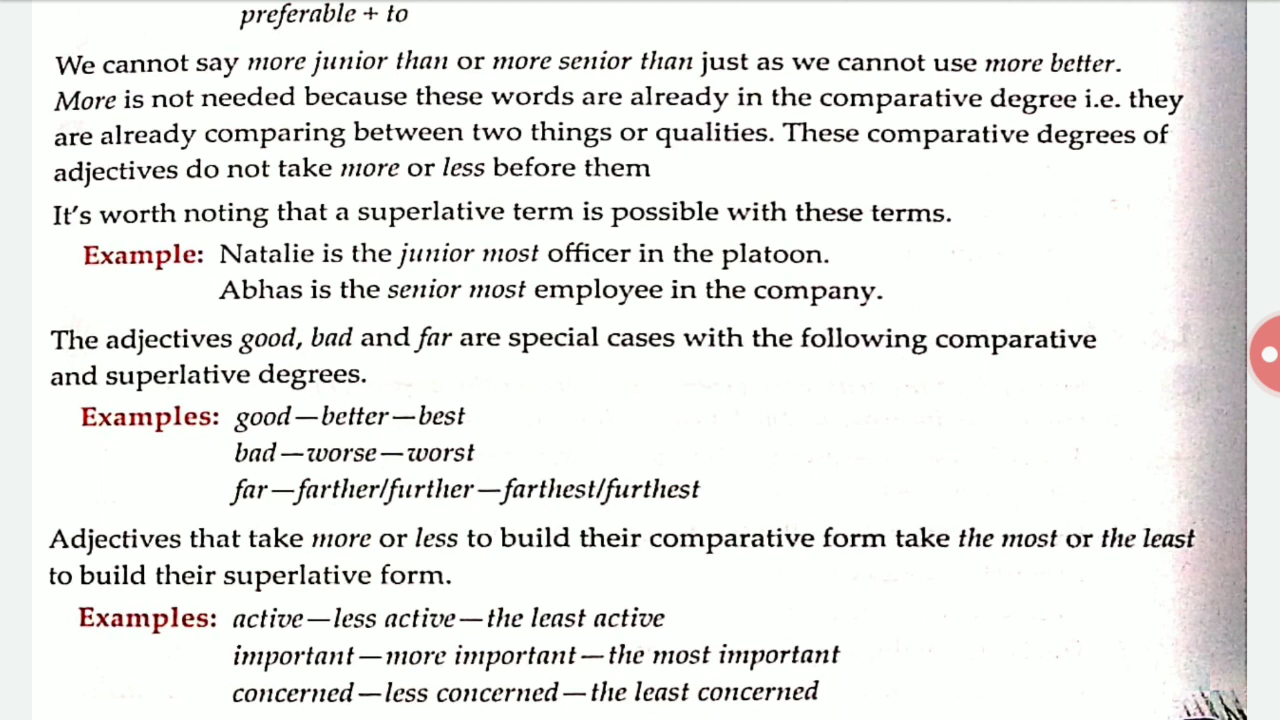 preferable + to
We cannot say more junior than or more senior than just as we cannot use more better.
More is not needed because these words are already in the comparative degree i.e. they
are already comparing between two things or qualities. These comparative degrees of
adjectives do not take more or less before them
It's worth noting that a superlative term is possible with these terms.
Example: Natalie is the junior most officer in the platoon.
Abhas is the senior most employee in the company.
The adjectives good, bad and far are special cases with the following comparative
and superlative degrees.
Examples: good—better—best
bad—worse—worst
far—farther/further—farthest/furthest
Adjectives that take more or less to build their comparative form take the most or the least
to build their superlative form.
Examples: active—less active—the least active
important—more important—the most important
concerned—less concerned—the least concerned